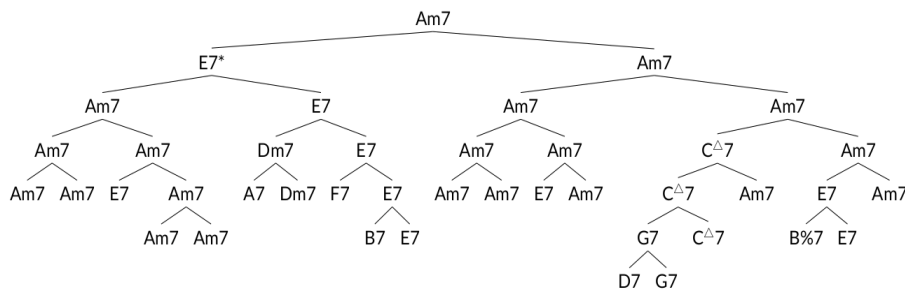 Am7
E7* Am7
Am7 E7 Am7 Am7
Am7 Am7 Dm7 E7 Am7 Am7 C△7 Am7
Am7 Am7 E7 Am7 A7 Dm7 F7 E7 Am7 Am7 E7 Am7 C△7 Am7 E7 Am7
Am7 Am7 B7 E7 G7 C△7 B%7 E7
D7 G7